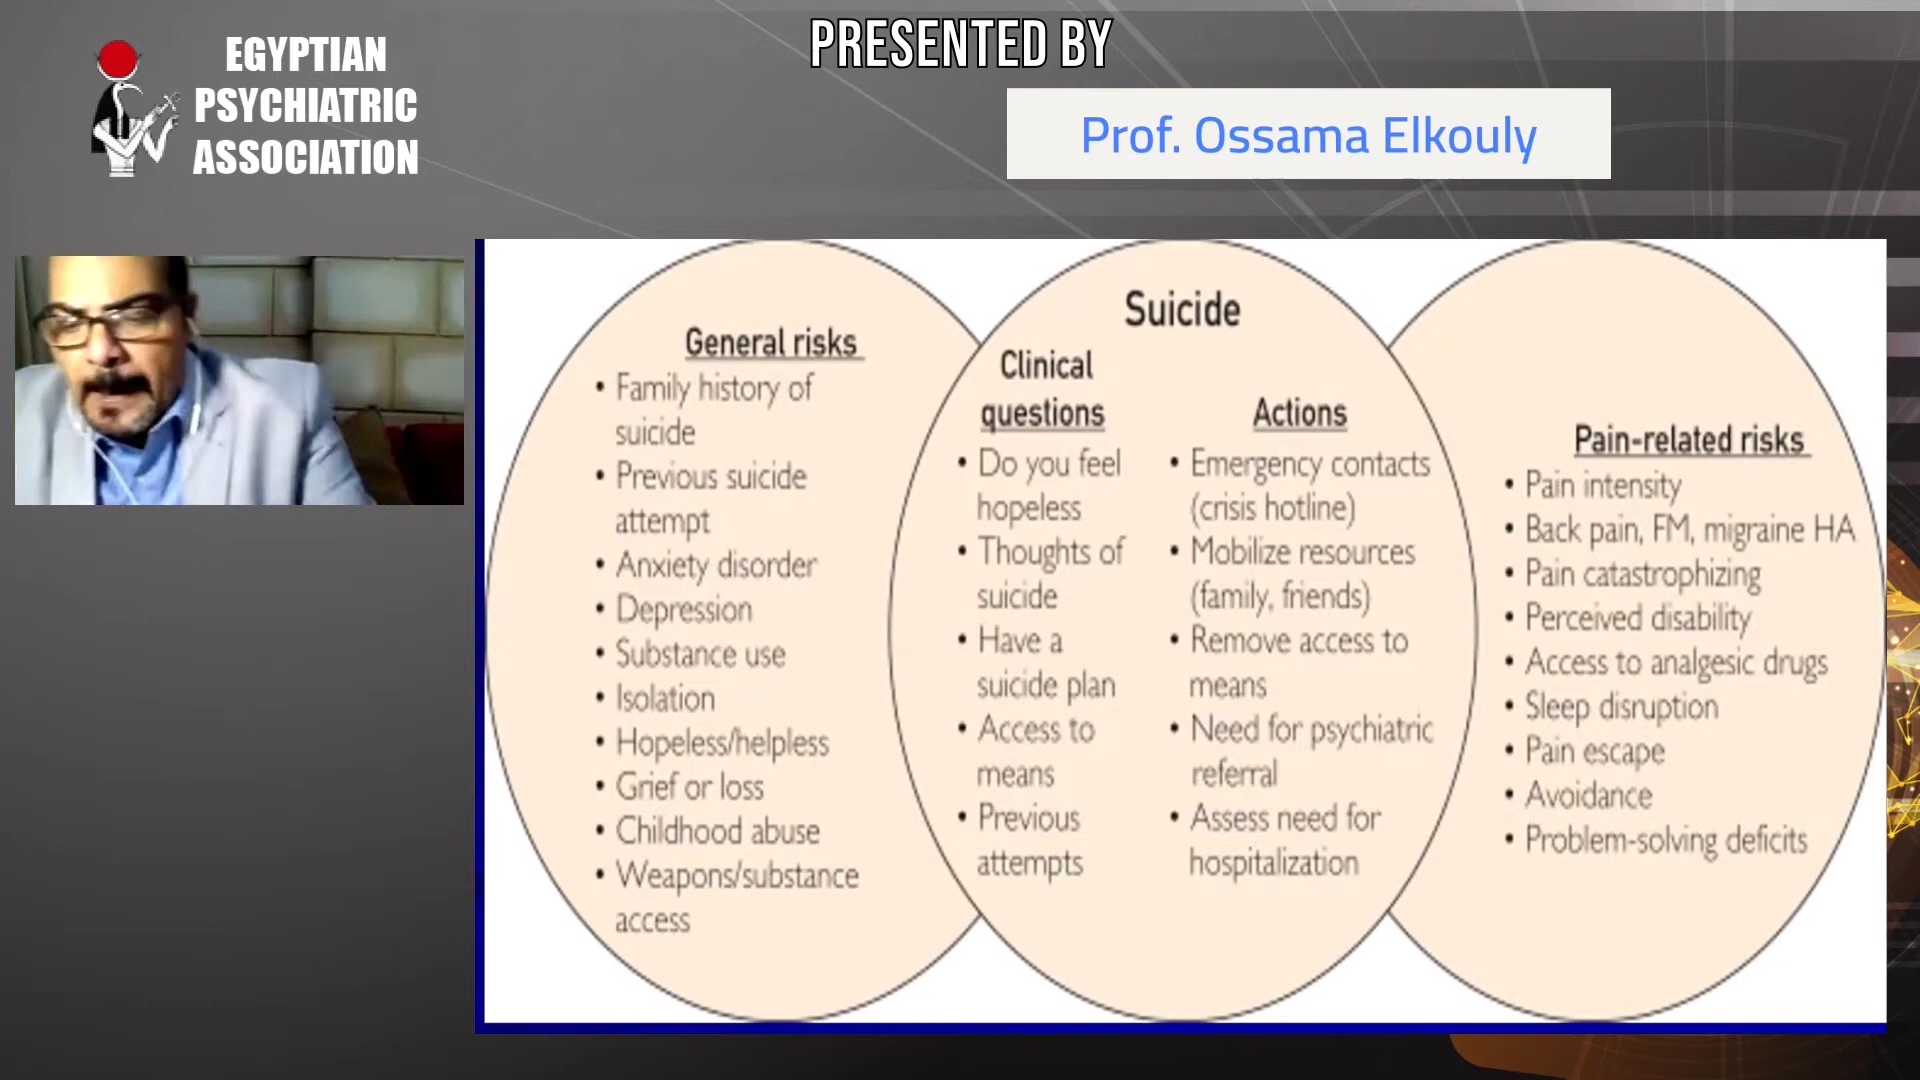 PRESENTED BY
EGYPTIAN
PSYCHIATRIC
ASSOCIATION
Prof. Ossama Elkouly
General risks
• Family history of
suicide
• Previous suicide
attempt
• Anxiety disorder
• Depression
• Substance use
• Isolation
• Hopeless/helpless
• Grief or loss
• Childhood abuse
• Weapons/substance
access
Suicide
Clinical
questions
• Do you feel
hopeless
• Thoughts of
suicide
• Have a
suicide plan
• Access to
means
• Previous
attempts
Actions
• Emergency contacts
(crisis hotline)
• Mobilize resources
(family, friends)
• Remove access to
means
• Need for psychiatric
referral
• Assess need for
hospitalization
Pain-related risks
• Pain intensity
• Back pain, FM, migraine HA
• Pain catastrophizing
• Perceived disability
• Access to analgesic drugs
• Sleep disruption
• Pain escape
• Avoidance
• Problem-solving deficits